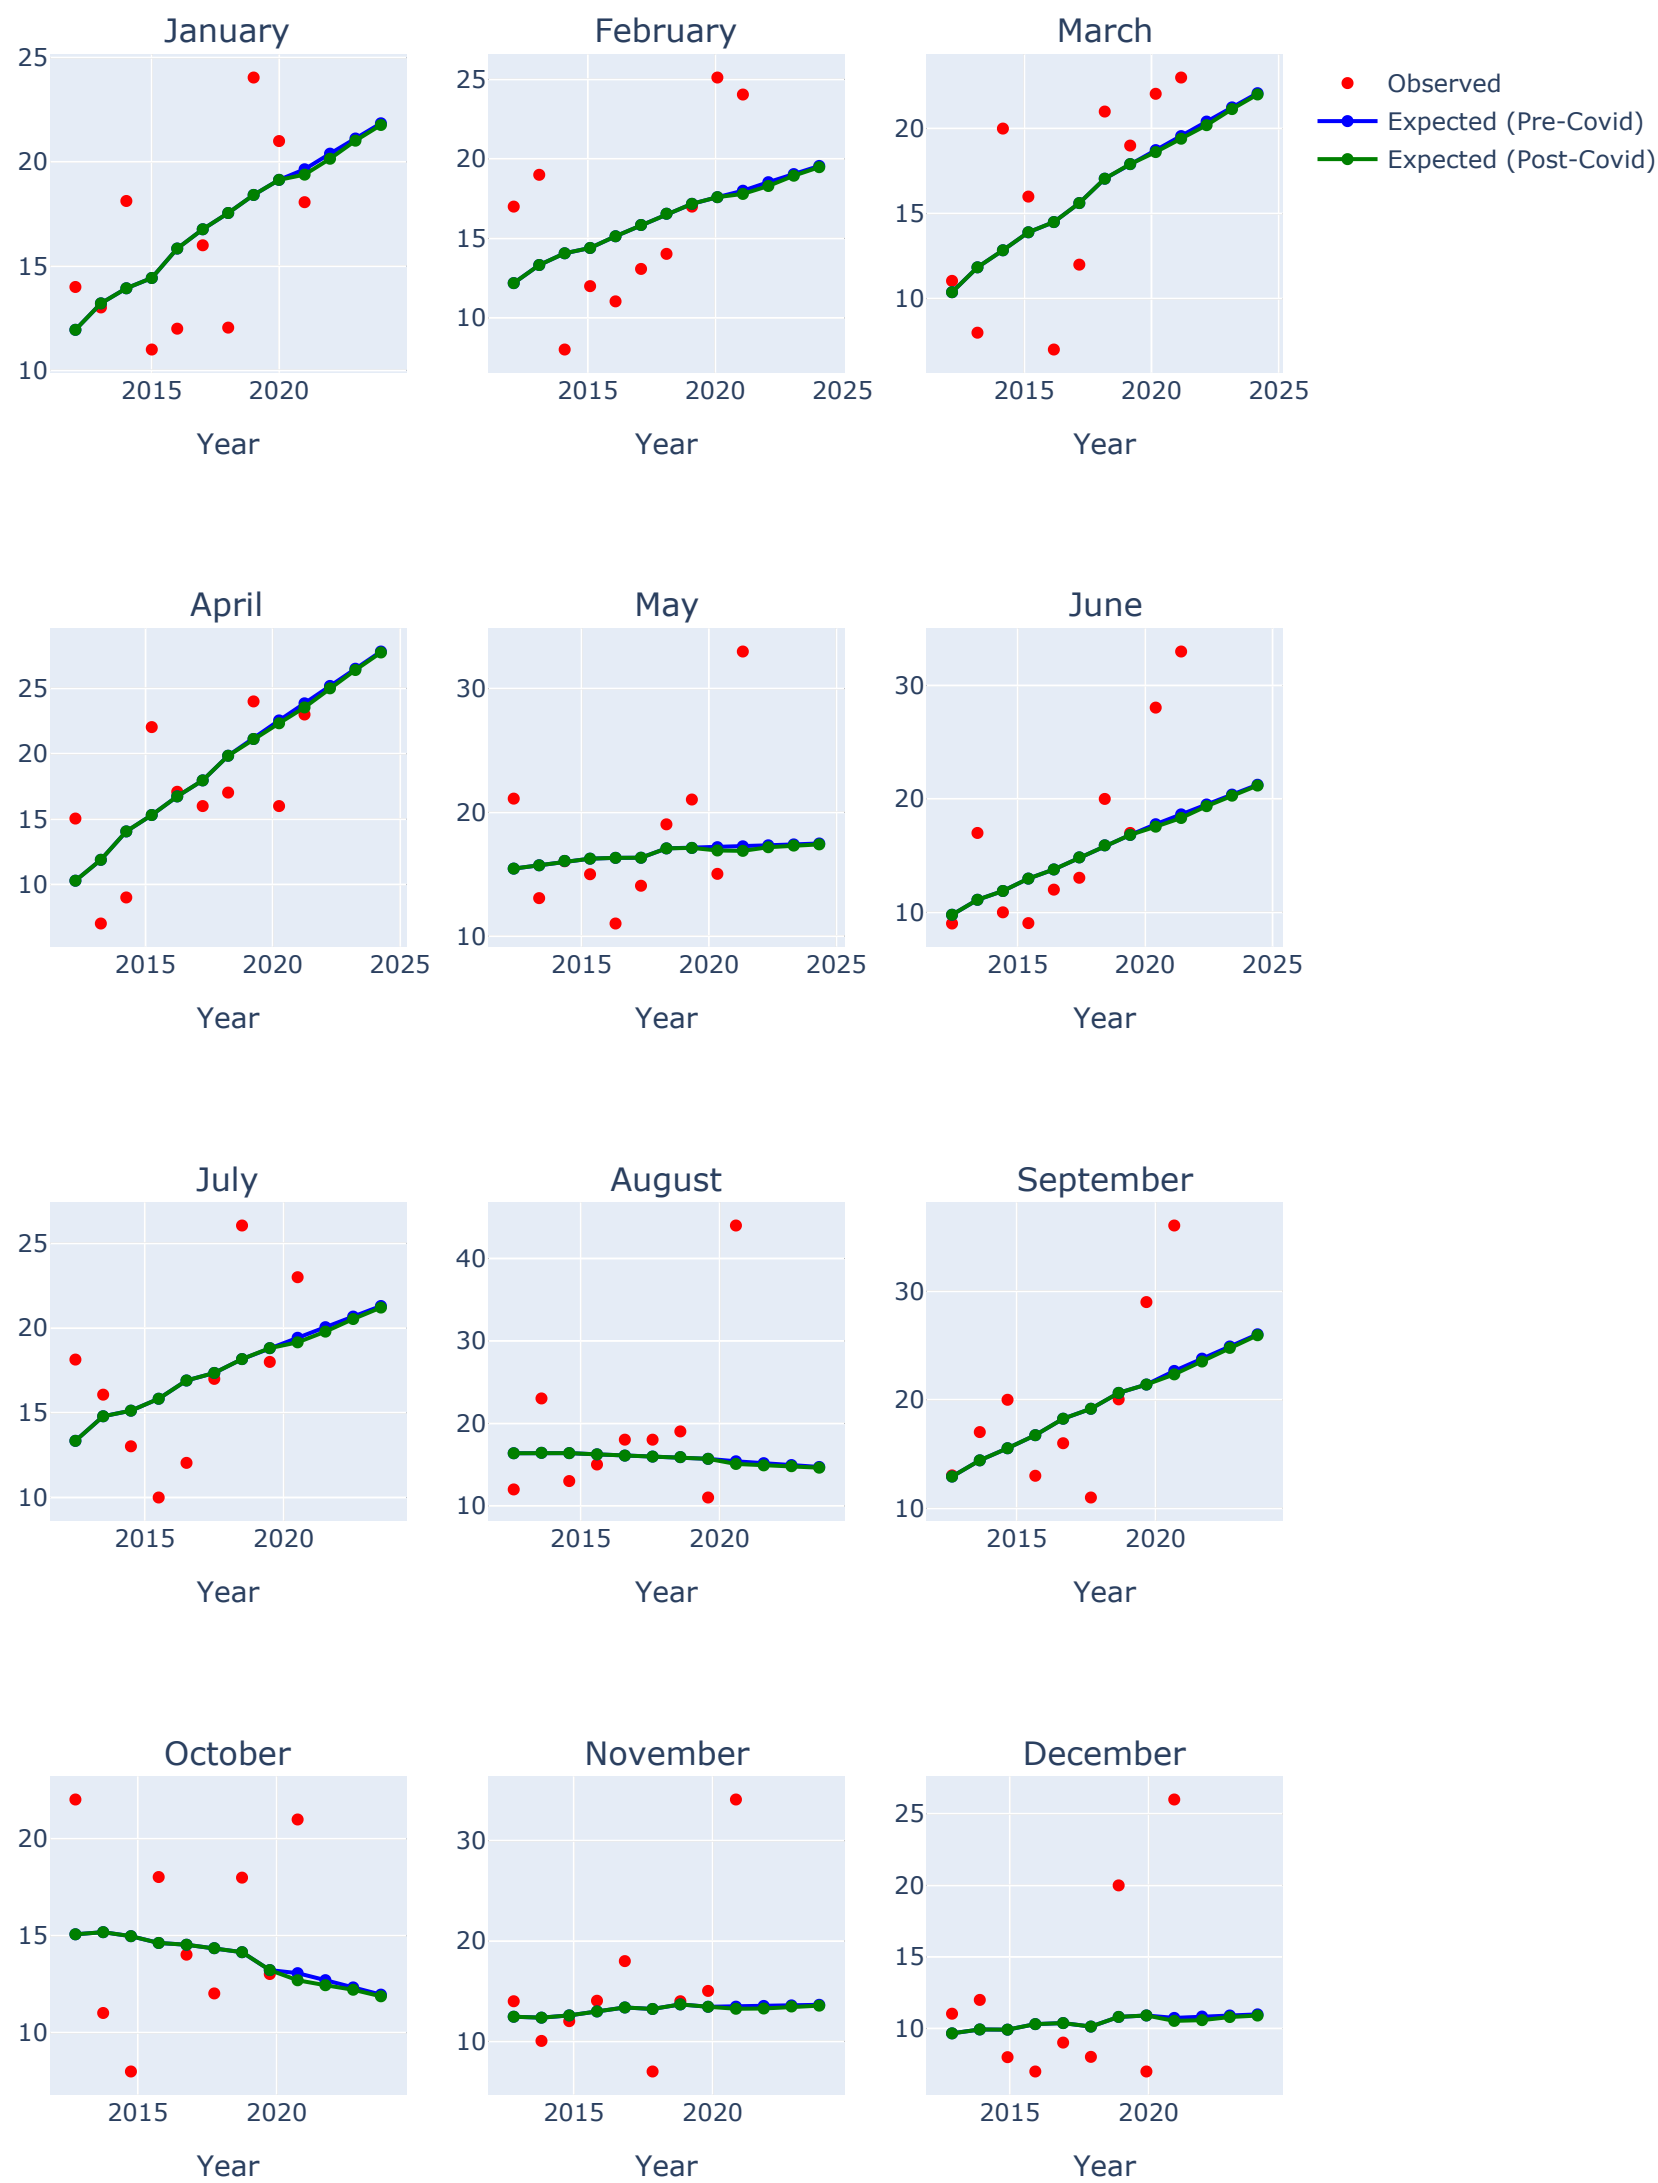 January
February
March
25
20
15
10
2015
2020
Year
25
20
15
10
2015
2020
2025
Year
20
15
10
2015
2020
2025
Year
Observed
Expected (Pre-Covid)
Expected (Post-Covid)
April
May
June
25
20
15
10
2015
2020
2025
Year
30
20
10
2015
2020
2025
Year
30
20
10
2015
2020
2025
Year
July
August
September
25
20
15
10
2015
2020
Year
40
30
20
10
2015
2020
Year
30
20
10
2015
2020
Year
October
November
December
20
15
10
2015
2020
Year
30
20
10
2015
2020
Year
25
20
15
10
2015
2020
Year